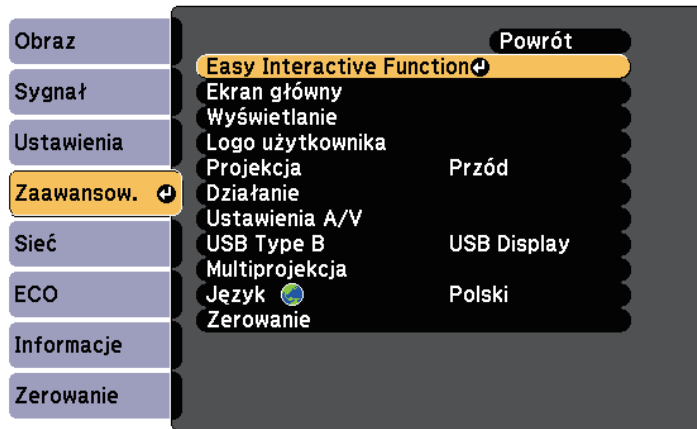 Obraz
Sygnał
Ustawienia
Zaawansow.
Sieć
ECO
Informacje
Zerowanie
Powrót
Easy Interactive Function
Ekran główny
Wyświetlanie
Logo użytkownika
Projekcja Przód
Działanie
Ustawienia A/V
USB Type B USB Display
Multiprojekcja
Język Polski
Zerowanie